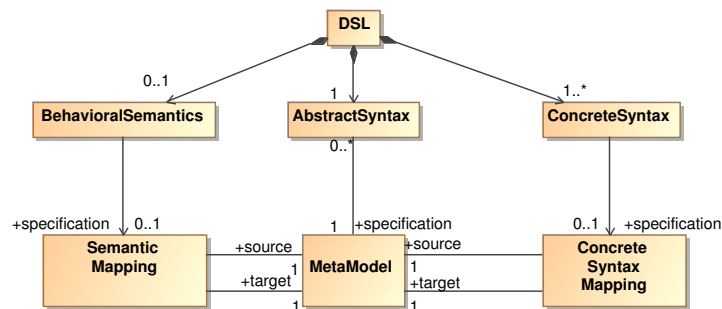 DSL
0..1
1
1..*
BehavioralSemantics
AbstractSyntax
ConcreteSyntax
0..*
+specification
0..1
1
+specification
0..1
+specification
Semantic
Mapping
+source
1
+target
1
MetaModel
+source
1
+target
1
Concrete
Syntax
Mapping